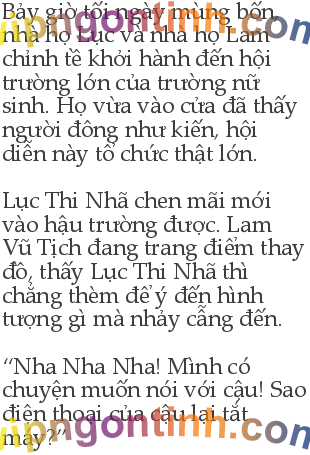 Bảy giờ tối ngày mùng bốn,
nhà họ Lục và nhà họ Lam
chỉnh tề khởi hành đến hội
trường lớn của trường nữ
sinh. Họ vừa vào cửa đã thấy
người đông như kiến, hội
diễn này tổ chức thật lớn.

Lục Thi Nhã chen mãi mới
vào hậu trường được. Lam
Vũ Tịch đang trang điểm thay
đồ, thấy Lục Thi Nhã thì
chẳng thèm để ý đến hình
tượng gì mà nhảy cẫng đến.

“Nha Nha Nha! Mình có
chuyện muốn nói với cậu! Sao
điện thoại của cậu lại tắt
máy?”
vipngontinh.com